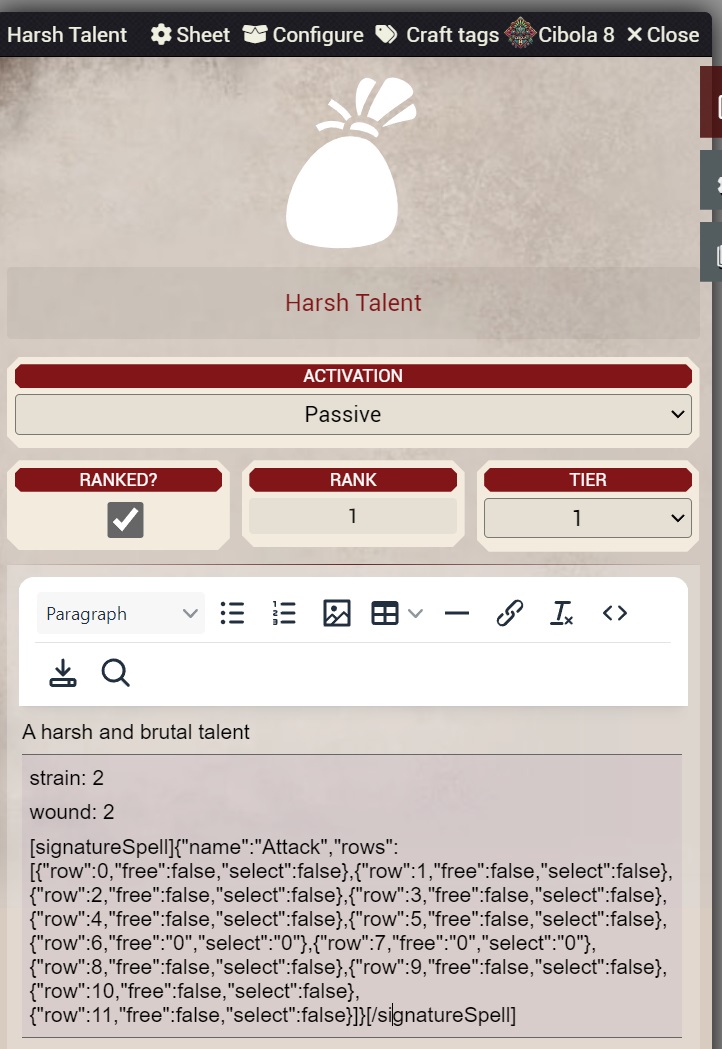 Harsh Talent Sheet Configure Craft tags Cibola 8 Close
Harsh Talent
ACTIVATION
Passive
RANKED? RANK TIER
1 1
Paragraph
A harsh and brutal talent
strain: 2
wound: 2
[signatureSpell]{"name":"Attack","rows":
[{"row":0,"free":false,"select":false},{"row":1,"free":false,"select":false},
{"row":2,"free":false,"select":false},{"row":3,"free":false,"select":false},
{"row":4,"free":false,"select":false},{"row":5,"free":false,"select":false},
{"row":6,"free":"0","select":"0"},{"row":7,"free":"0","select":"0"},
{"row":8,"free":false,"select":false},{"row":9,"free":false,"select":false},
{"row":10,"free":false,"select":false},
{"row":11,"free":false,"select":false}]}[/signatureSpell]